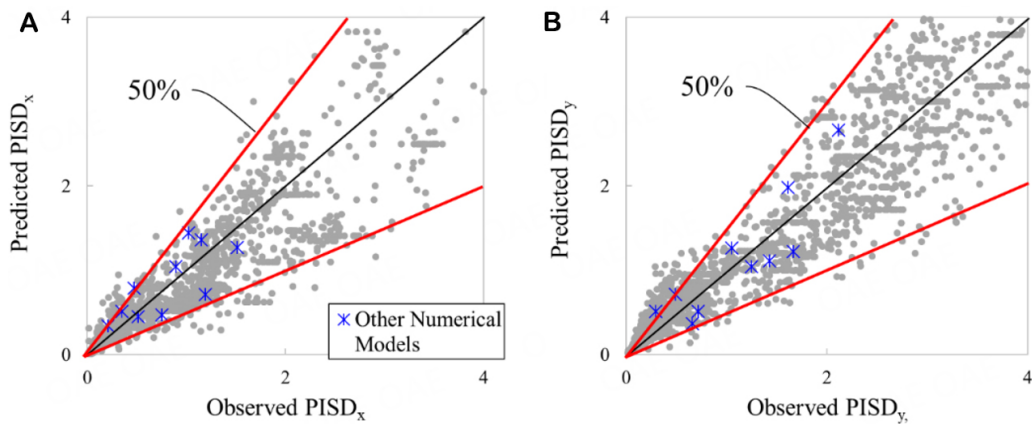 A
4
2
0
0
2
4
50%
Predicted PISDx
Observed PISDx
Other Numerical
Models
B
4
2
0
0
2
4
50%
Predicted PISDy
Observed PISDy,